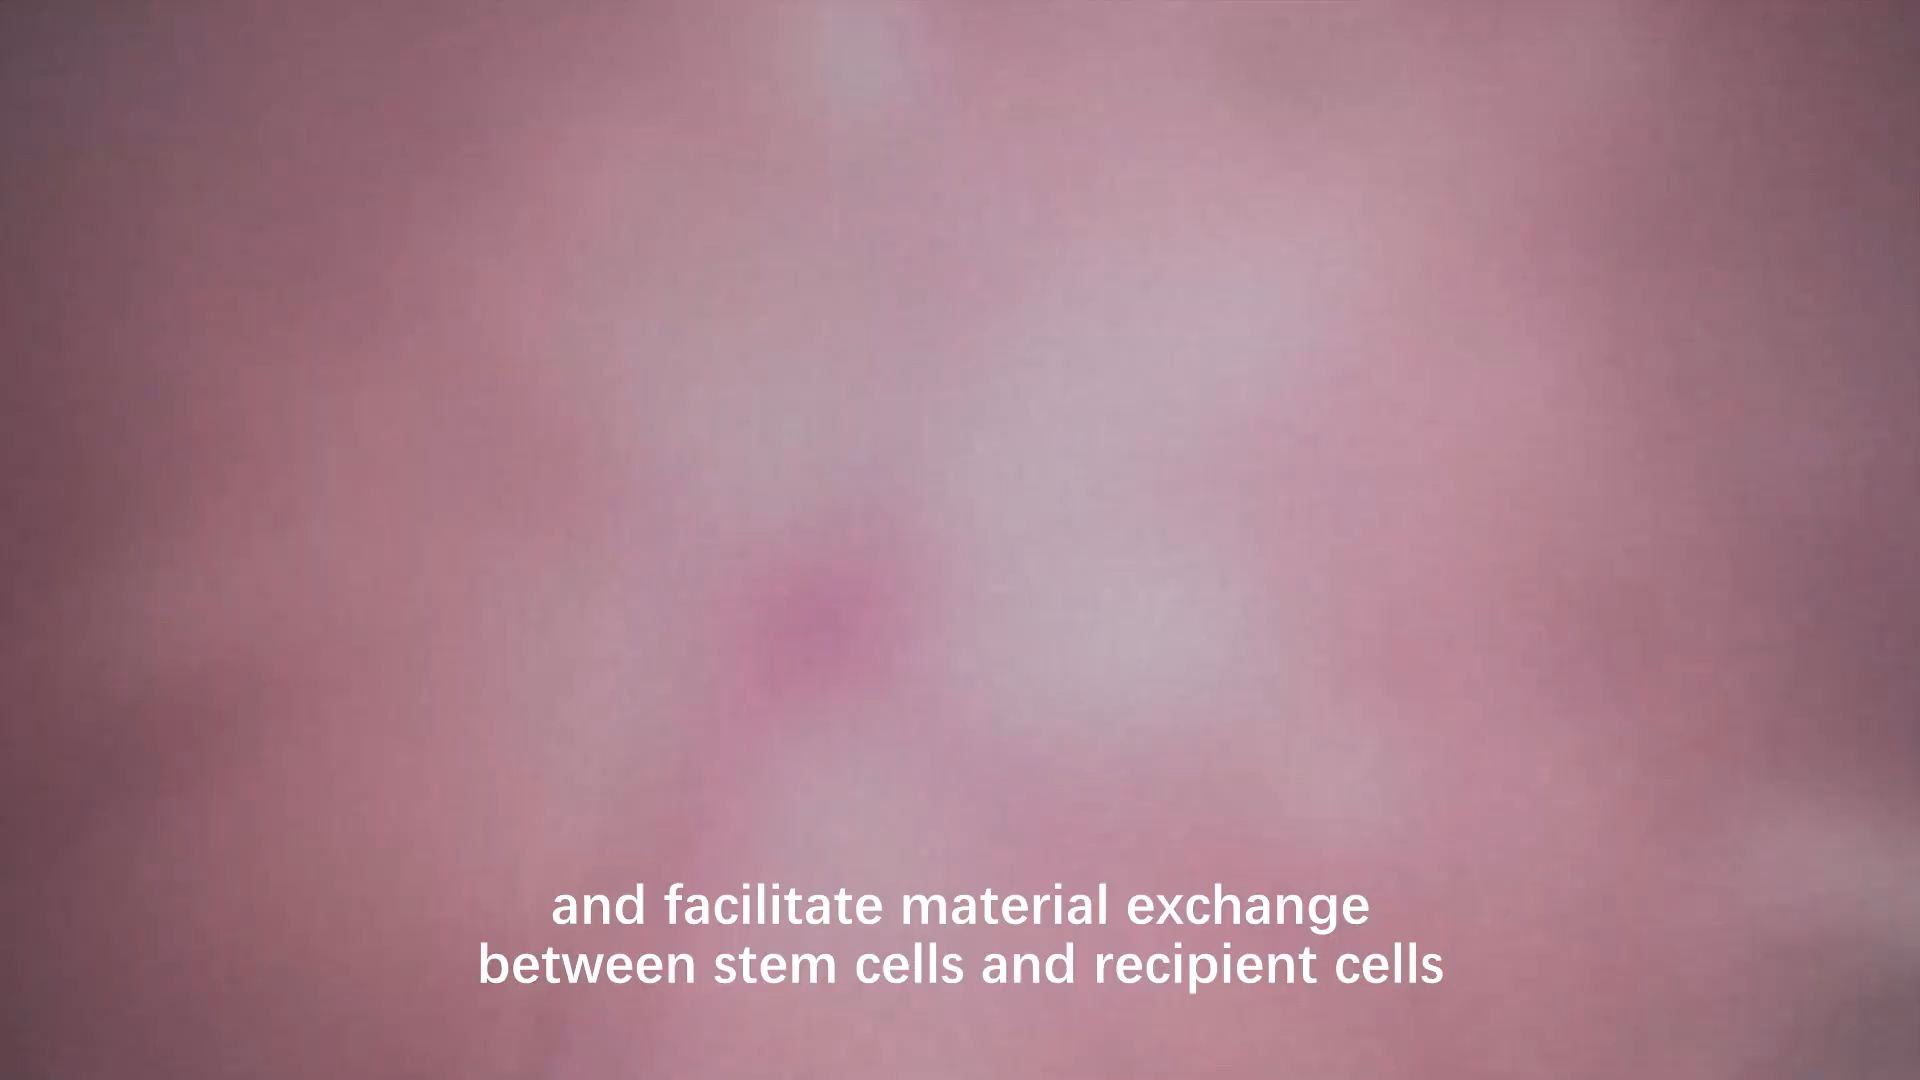 and facilitate material exchange
between stem cells and recipient cells